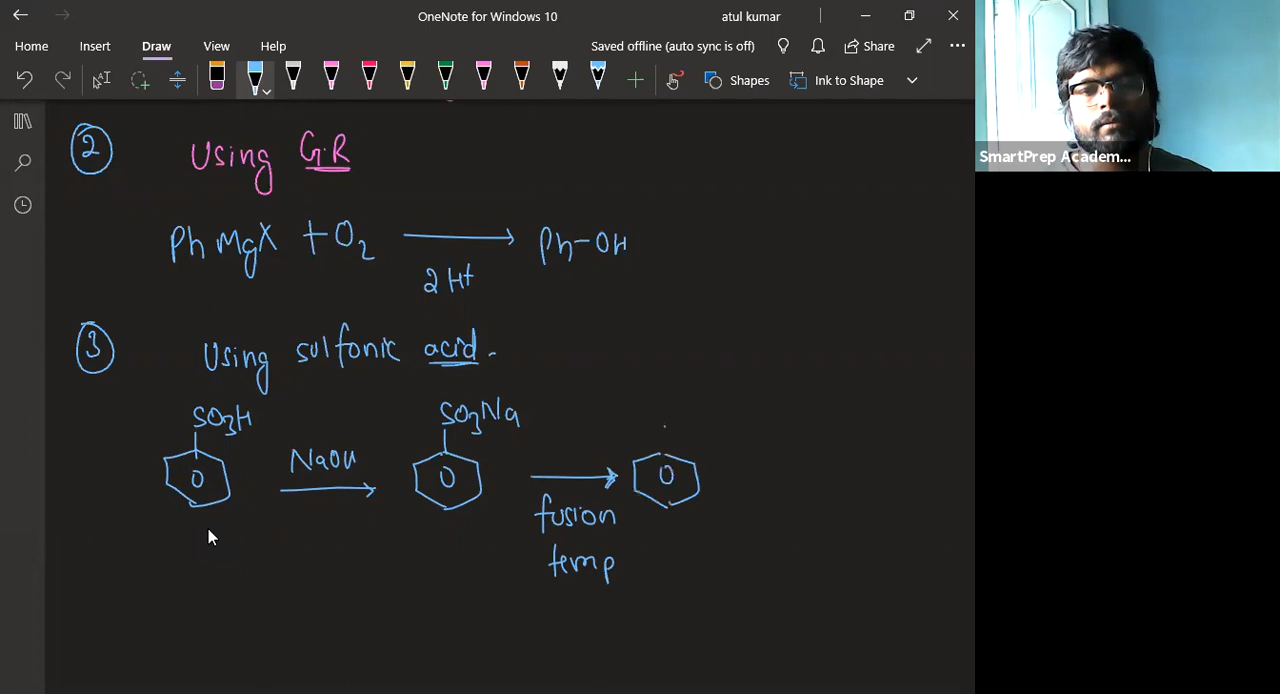 OneNote for Windows 10
atul kumar
Home Insert Draw View Help
Saved offline (auto sync is off)
Share
Shapes
Ink to Shape
SmartPrep Academ...
2 Using G.R
PhMgX + O2 Ph-OH
2H+
3 Using sulfonic acid.
SO3H SO3Na
NaOH
fusion
temp